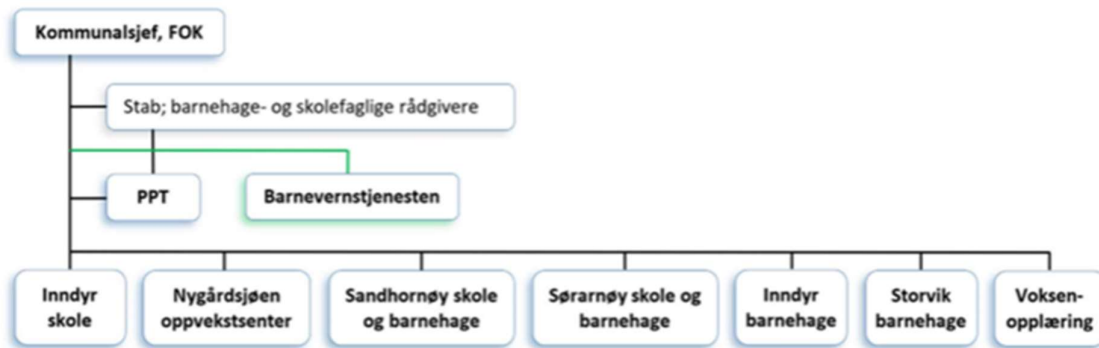 Kommunalsjef, FOK
Stab; barnehage- og skolefaglige rådgivere
PPT
Barnevernstjenesten
Inndyr
skole
Nygårdsjøen
oppvekstsenter
Sandhornøy skole
og barnehage
Sørarnøy skole og
barnehage
Inndyr
barnehage
Storvik
barnehage
Voksen-
opplæring